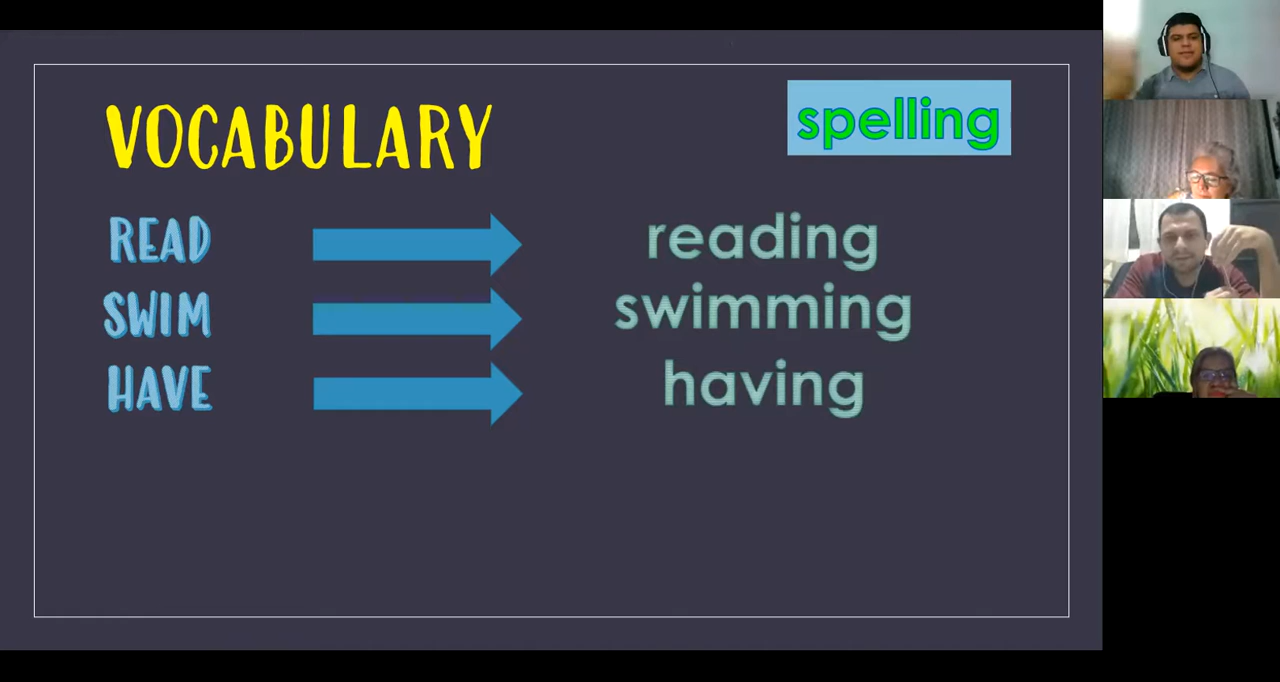 VOCABULARY
spelling
READ reading
SWIM swimming
HAVE having